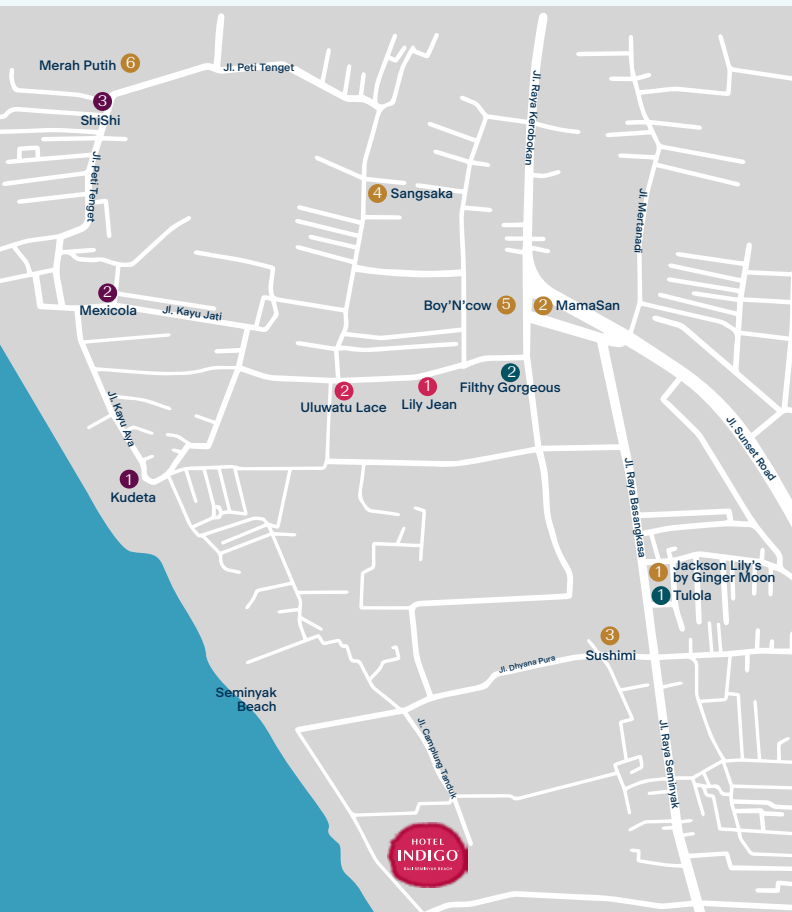 Merah Putih 6
Jl. Peti Tenget
3
ShiShi
Jl. Raya Kerobokan
Jl. Peti Tenget
4 Sangsaka
Jl. Mertanadi
2
Mexicola
Jl. Kayu Jati
Boy'N'cow 5
2 MamaSan
2
Filthy Gorgeous
2
Uluwatu Lace
1
Lily Jean
Jl. Kayu Aya
Jl. Sunset Road
1
Kudeta
Jl. Raya Basangkasa
1 Jackson Lily's
by Ginger Moon
1 Tulola
3
Sushimi
Jl. Dhyana Pura
Seminyak
Beach
Jl. Camplung Tanduk
Jl. Raya Seminyak
HOTEL
INDIGO
BALI SEMINYAK BEACH